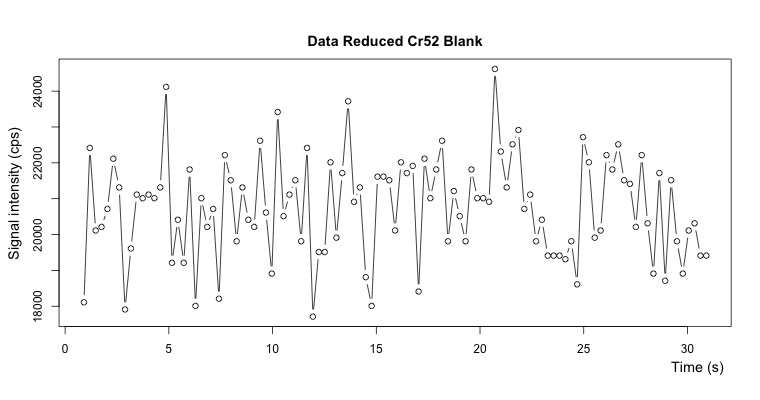 Data Reduced Cr52 Blank
Signal intensity (cps)
24000
22000
20000
18000
0 5 10 15 20 25 30
Time (s)